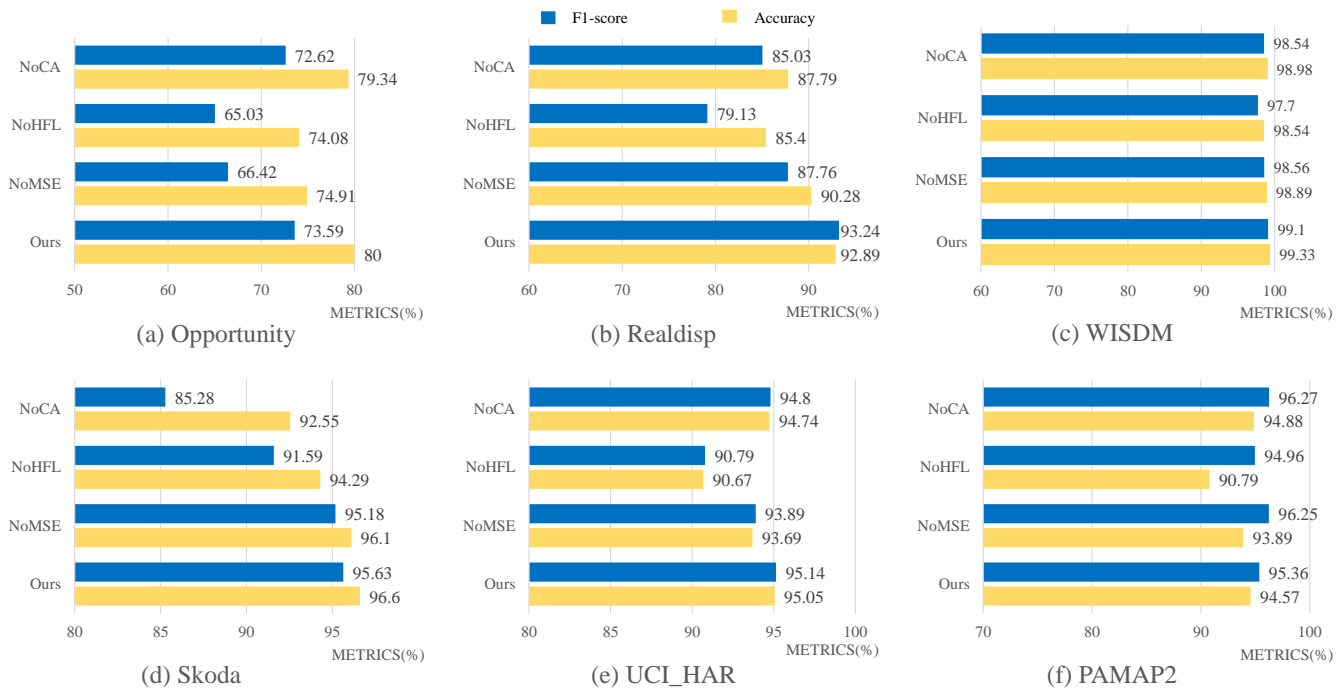 F1-score Accuracy
NoCA 72.62
79.34
NoHFL 65.03
74.08
NoMSE 66.42
74.91
Ours 73.59
80
50 60 70 80
METRICS(%)
(a) Opportunity
NoCA 85.03
87.79
NoHFL 79.13
85.4
NoMSE 87.76
90.28
Ours 93.24
92.89
60 70 80 90
METRICS(%)
(b) Realdisp
NoCA 98.54
98.98
NoHFL 97.7
98.54
NoMSE 98.56
98.89
Ours 99.1
99.33
60 70 80 90 100
METRICS(%)
(c) WISDM
NoCA 85.28
92.55
NoHFL 91.59
94.29
NoMSE 95.18
96.1
Ours 95.63
96.6
80 85 90 95
METRICS(%)
(d) Skoda
NoCA 94.8
94.74
NoHFL 90.79
90.67
NoMSE 93.89
93.69
Ours 95.14
95.05
80 85 90 95 100
METRICS(%)
(e) UCI_HAR
NoCA 96.27
94.88
NoHFL 94.96
90.79
NoMSE 96.25
93.89
Ours 95.36
94.57
70 80 90 100
METRICS(%)
(f) PAMAP2